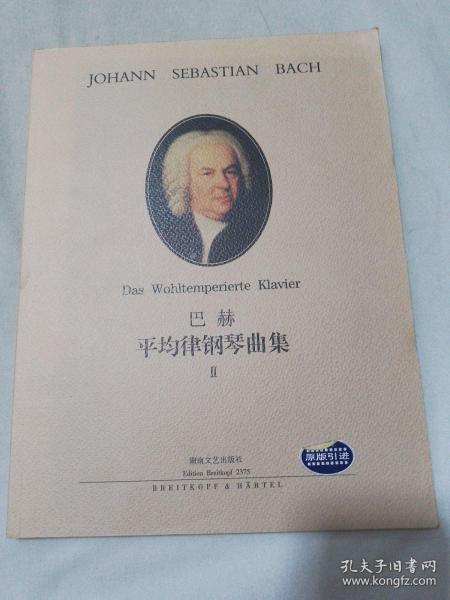 JOHANN SEBASTIAN BACH
Das Wohltemperierte Klavier
巴赫
平均律钢琴曲集
II
湖南文艺出版社
Edition Breitkopf 2375
原版引进
BREITKOPF & HÄRTEL
孔夫子旧书网
www.kongfz.com